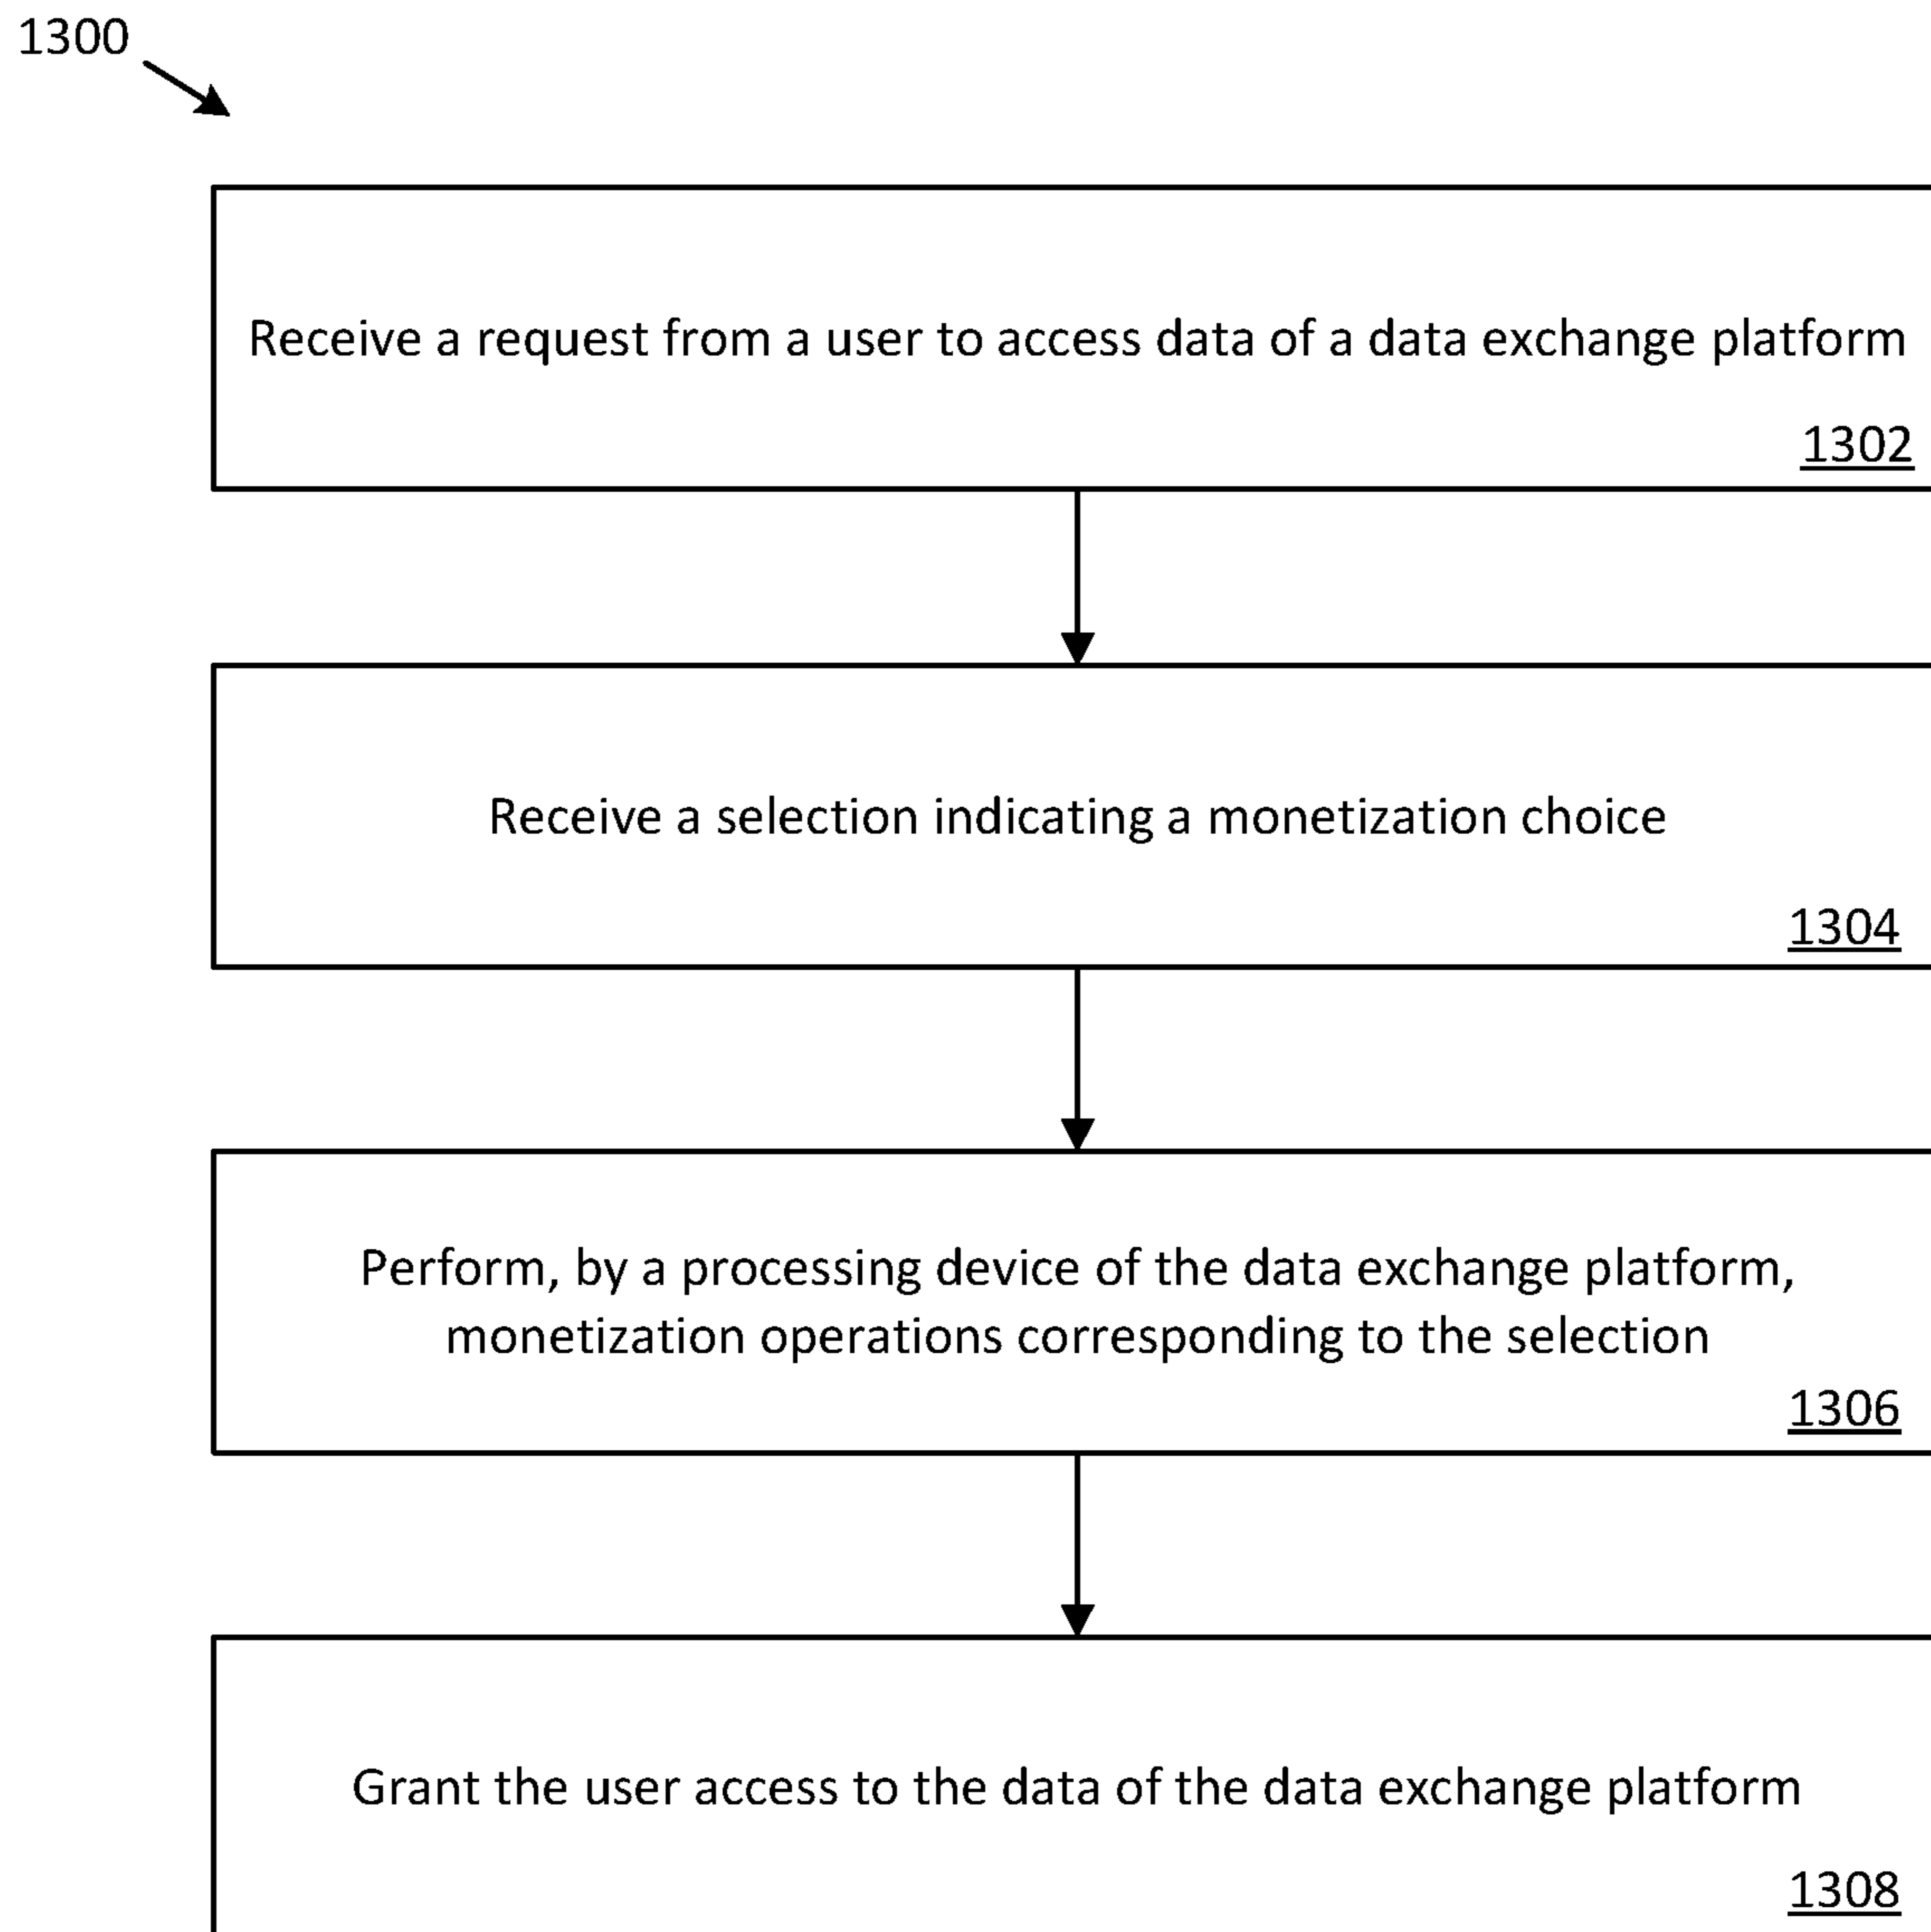 1300
Receive a request from a user to access data of a data exchange platform
1302
Receive a selection indicating a monetization choice
1304
Perform, by a processing device of the data exchange platform,
monetization operations corresponding to the selection
1306
Grant the user access to the data of the data exchange platform
1308